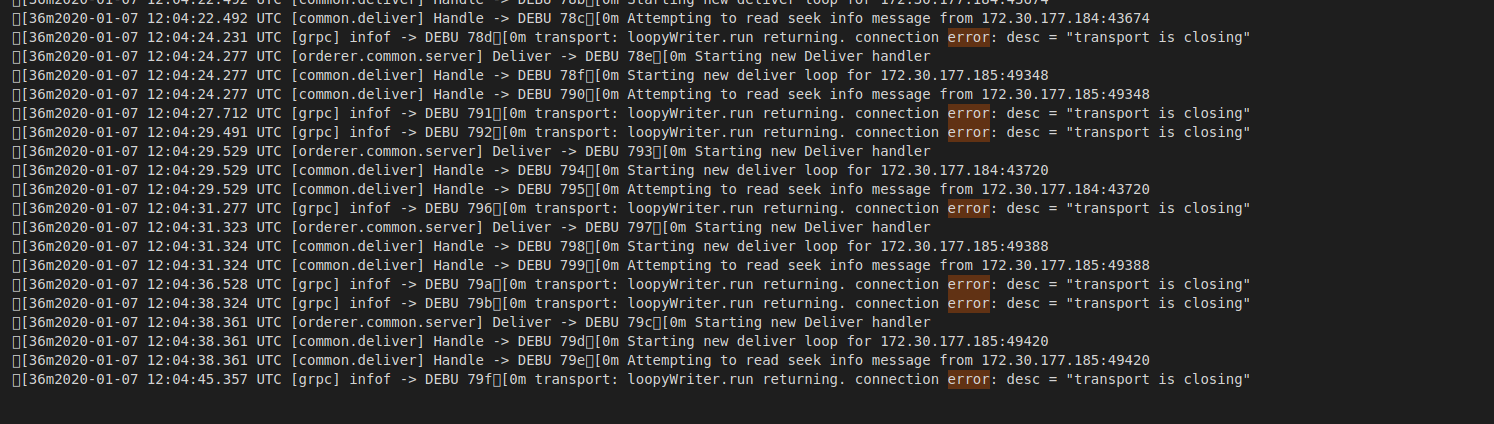 [36m2020-01-07 12:04:22.492 UTC [common.deliver] Handle -> DEBU 78b[0m Starting new deliver loop for 172.30.177.184:43674
[36m2020-01-07 12:04:22.492 UTC [common.deliver] Handle -> DEBU 78c[0m Attempting to read seek info message from 172.30.177.184:43674
[36m2020-01-07 12:04:24.231 UTC [grpc] infof -> DEBU 78d[0m transport: loopyWriter.run returning. connection error: desc = "transport is closing"
[36m2020-01-07 12:04:24.277 UTC [orderer.common.server] Deliver -> DEBU 78e[0m Starting new Deliver handler
[36m2020-01-07 12:04:24.277 UTC [common.deliver] Handle -> DEBU 78f[0m Starting new deliver loop for 172.30.177.185:49348
[36m2020-01-07 12:04:24.277 UTC [common.deliver] Handle -> DEBU 790[0m Attempting to read seek info message from 172.30.177.185:49348
[36m2020-01-07 12:04:27.712 UTC [grpc] infof -> DEBU 791[0m transport: loopyWriter.run returning. connection error: desc = "transport is closing"
[36m2020-01-07 12:04:29.491 UTC [grpc] infof -> DEBU 792[0m transport: loopyWriter.run returning. connection error: desc = "transport is closing"
[36m2020-01-07 12:04:29.529 UTC [orderer.common.server] Deliver -> DEBU 793[0m Starting new Deliver handler
[36m2020-01-07 12:04:29.529 UTC [common.deliver] Handle -> DEBU 794[0m Starting new deliver loop for 172.30.177.184:43720
[36m2020-01-07 12:04:29.529 UTC [common.deliver] Handle -> DEBU 795[0m Attempting to read seek info message from 172.30.177.184:43720
[36m2020-01-07 12:04:31.277 UTC [grpc] infof -> DEBU 796[0m transport: loopyWriter.run returning. connection error: desc = "transport is closing"
[36m2020-01-07 12:04:31.323 UTC [orderer.common.server] Deliver -> DEBU 797[0m Starting new Deliver handler
[36m2020-01-07 12:04:31.324 UTC [common.deliver] Handle -> DEBU 798[0m Starting new deliver loop for 172.30.177.185:49388
[36m2020-01-07 12:04:31.324 UTC [common.deliver] Handle -> DEBU 799[0m Attempting to read seek info message from 172.30.177.185:49388
[36m2020-01-07 12:04:36.528 UTC [grpc] infof -> DEBU 79a[0m transport: loopyWriter.run returning. connection error: desc = "transport is closing"
[36m2020-01-07 12:04:38.324 UTC [grpc] infof -> DEBU 79b[0m transport: loopyWriter.run returning. connection error: desc = "transport is closing"
[36m2020-01-07 12:04:38.361 UTC [orderer.common.server] Deliver -> DEBU 79c[0m Starting new Deliver handler
[36m2020-01-07 12:04:38.361 UTC [common.deliver] Handle -> DEBU 79d[0m Starting new deliver loop for 172.30.177.185:49420
[36m2020-01-07 12:04:38.361 UTC [common.deliver] Handle -> DEBU 79e[0m Attempting to read seek info message from 172.30.177.185:49420
[36m2020-01-07 12:04:45.357 UTC [grpc] infof -> DEBU 79f[0m transport: loopyWriter.run returning. connection error: desc = "transport is closing"